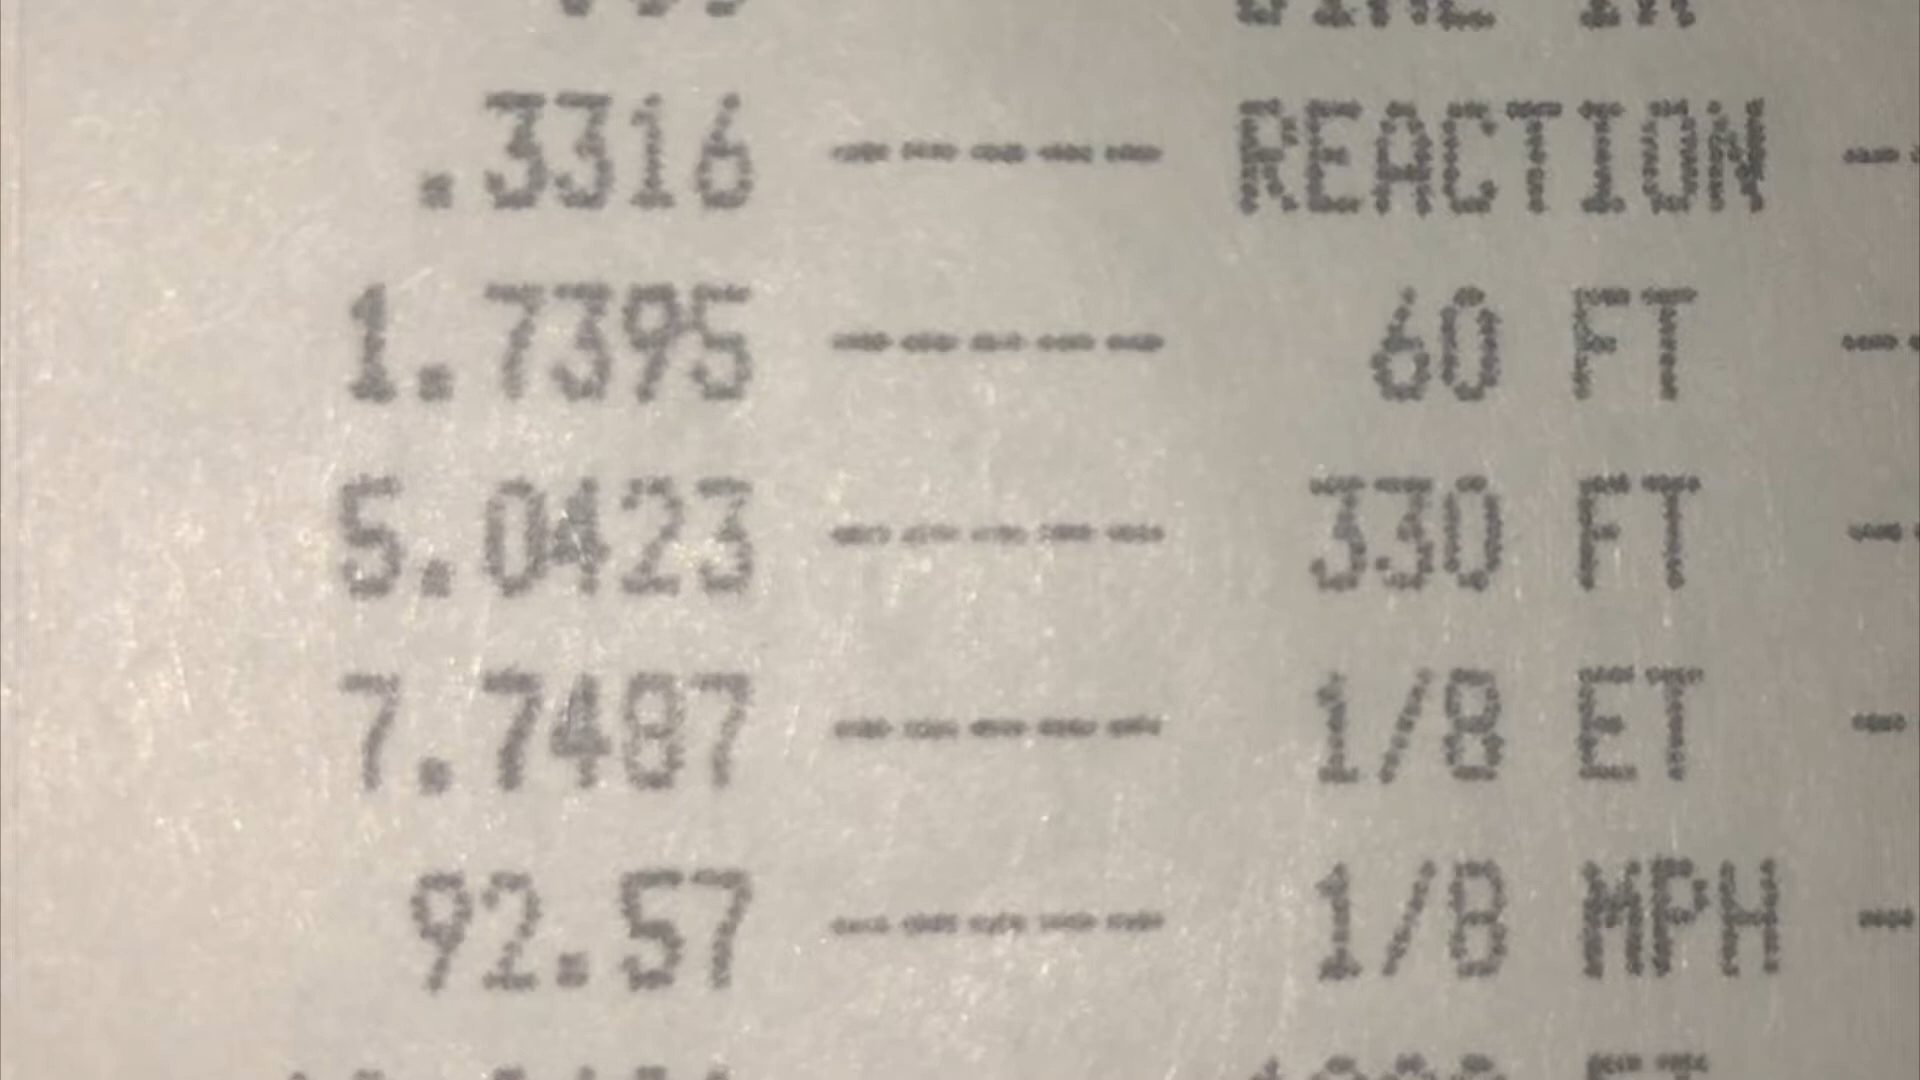 .3316 ----- REACTION --
1.7395 ----- 60 FT --
5.0423 ----- 330 FT --
7.7487 ----- 1/8 ET -
92.57 ----- 1/8 MPH -